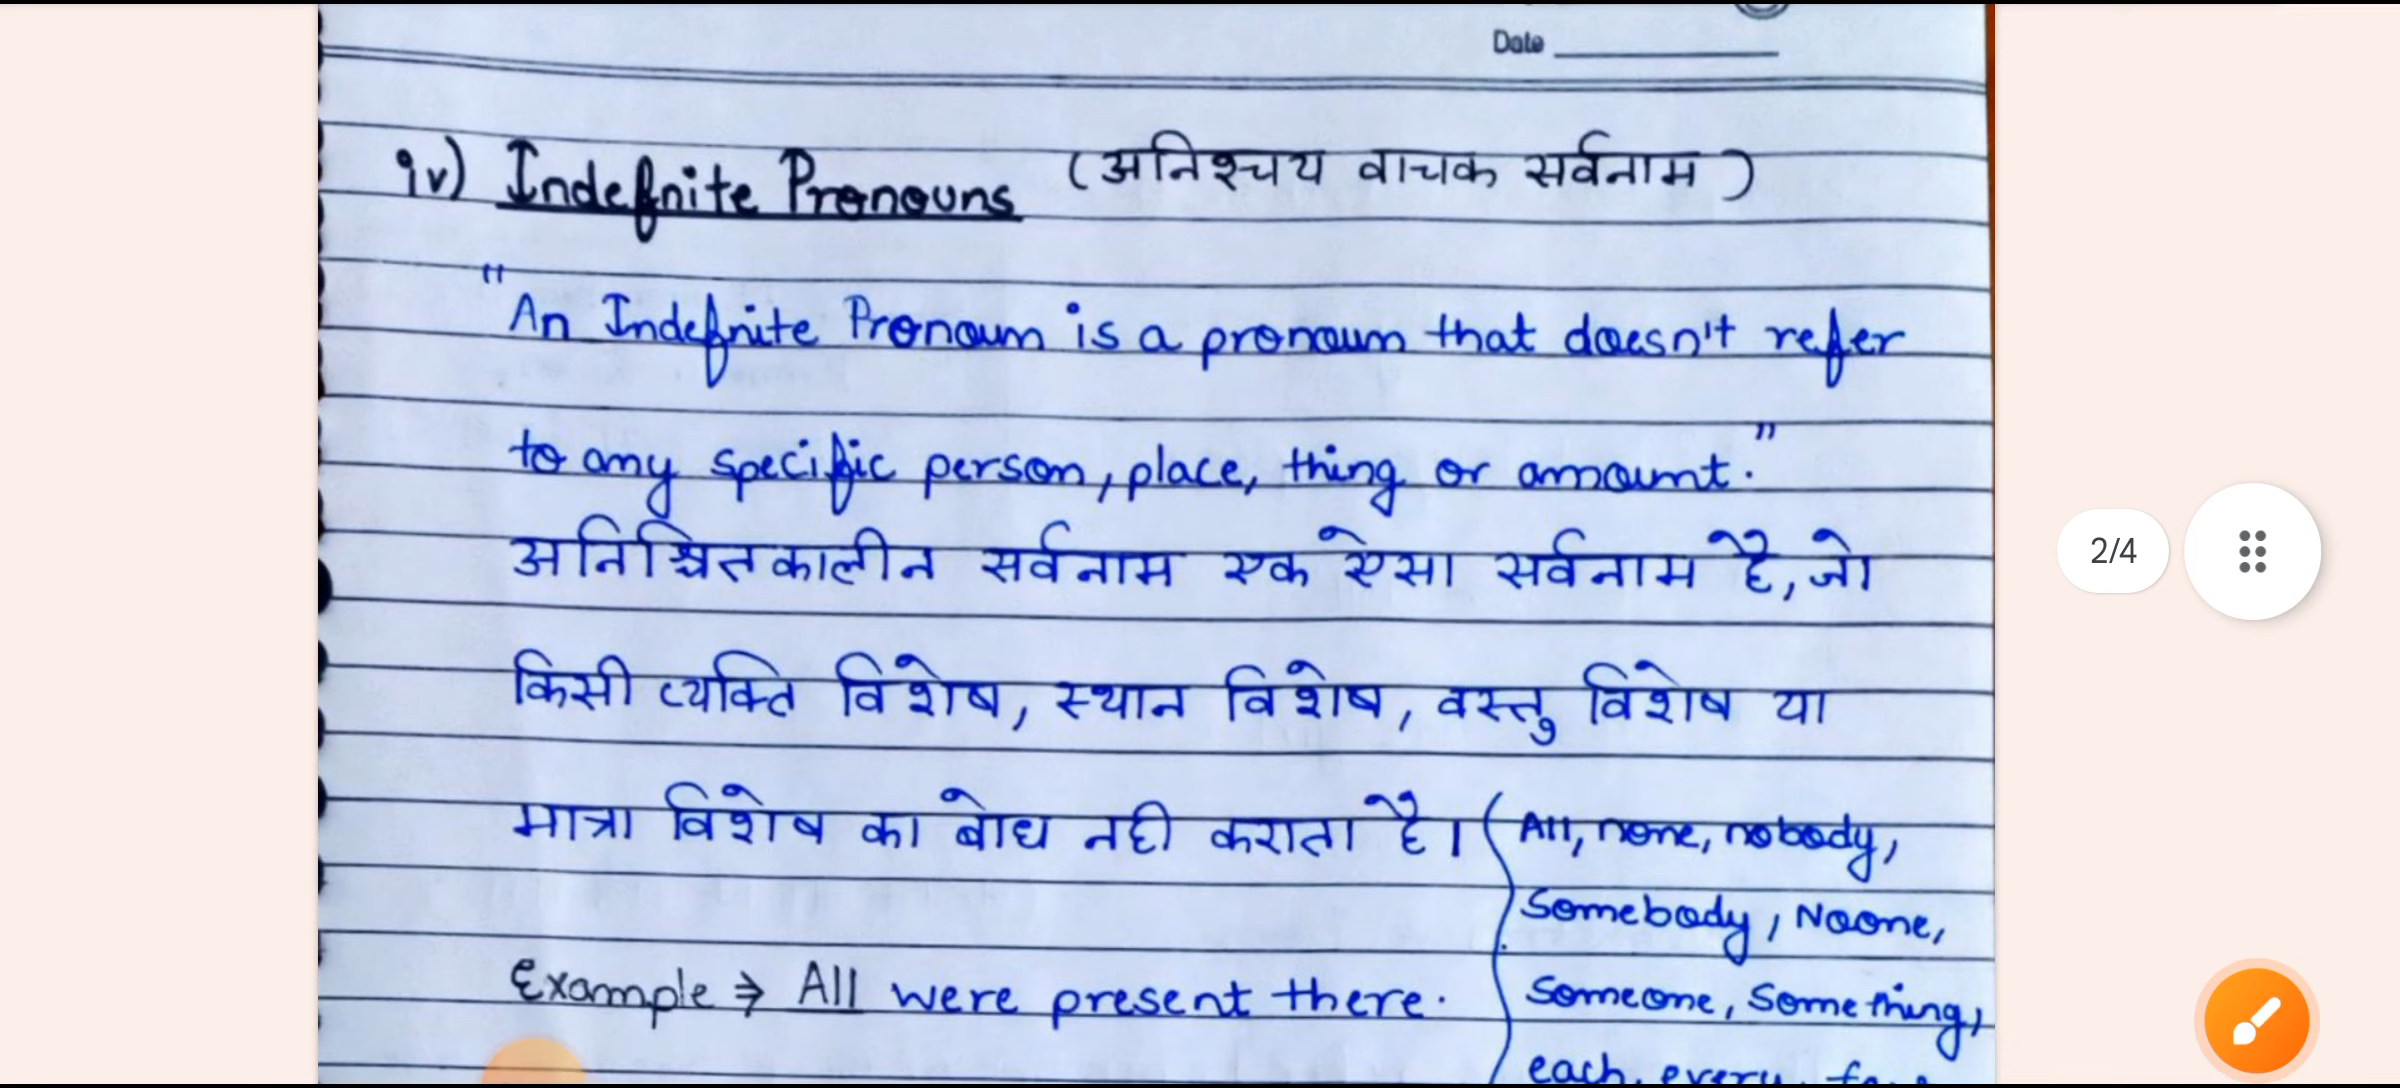 Date
iv) Indefinite Pronouns (अनिश्चय वाचक सर्वनाम)
"An Indefinite Pronoun is a pronoun that doesn't refer
to any specific person, place, thing or amount."
अनिश्चितकालीन सर्वनाम एक ऐसा सर्वनाम है, जो
किसी व्यक्ति विशेष, स्थान विशेष, वस्तु विशेष या
मात्रा विशेष का बोध नही कराता है। (All, none, nobody,
Somebody, Noone,
Example ⇒ All were present there.
Someone, Something,
each, every,
2/4